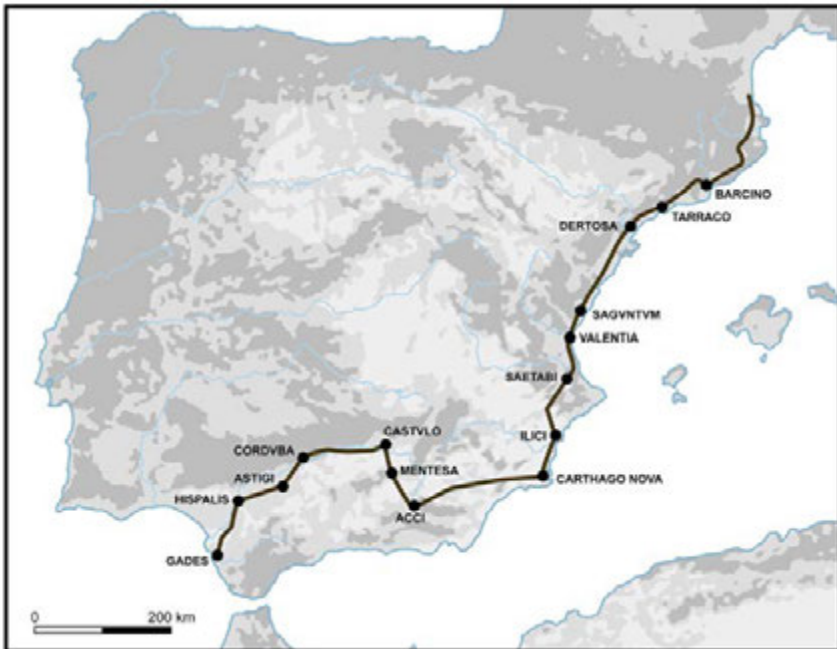 BARCINO
TARRACO
DERTOSA
SAGVNTVM
VALENTIA
SAETABI
ILICI
CASTVLO
CORDVBA
MENTESA
ASTIGI
CARTHAGO NOVA
HISPALIS
ACCI
GADES
0 200 km